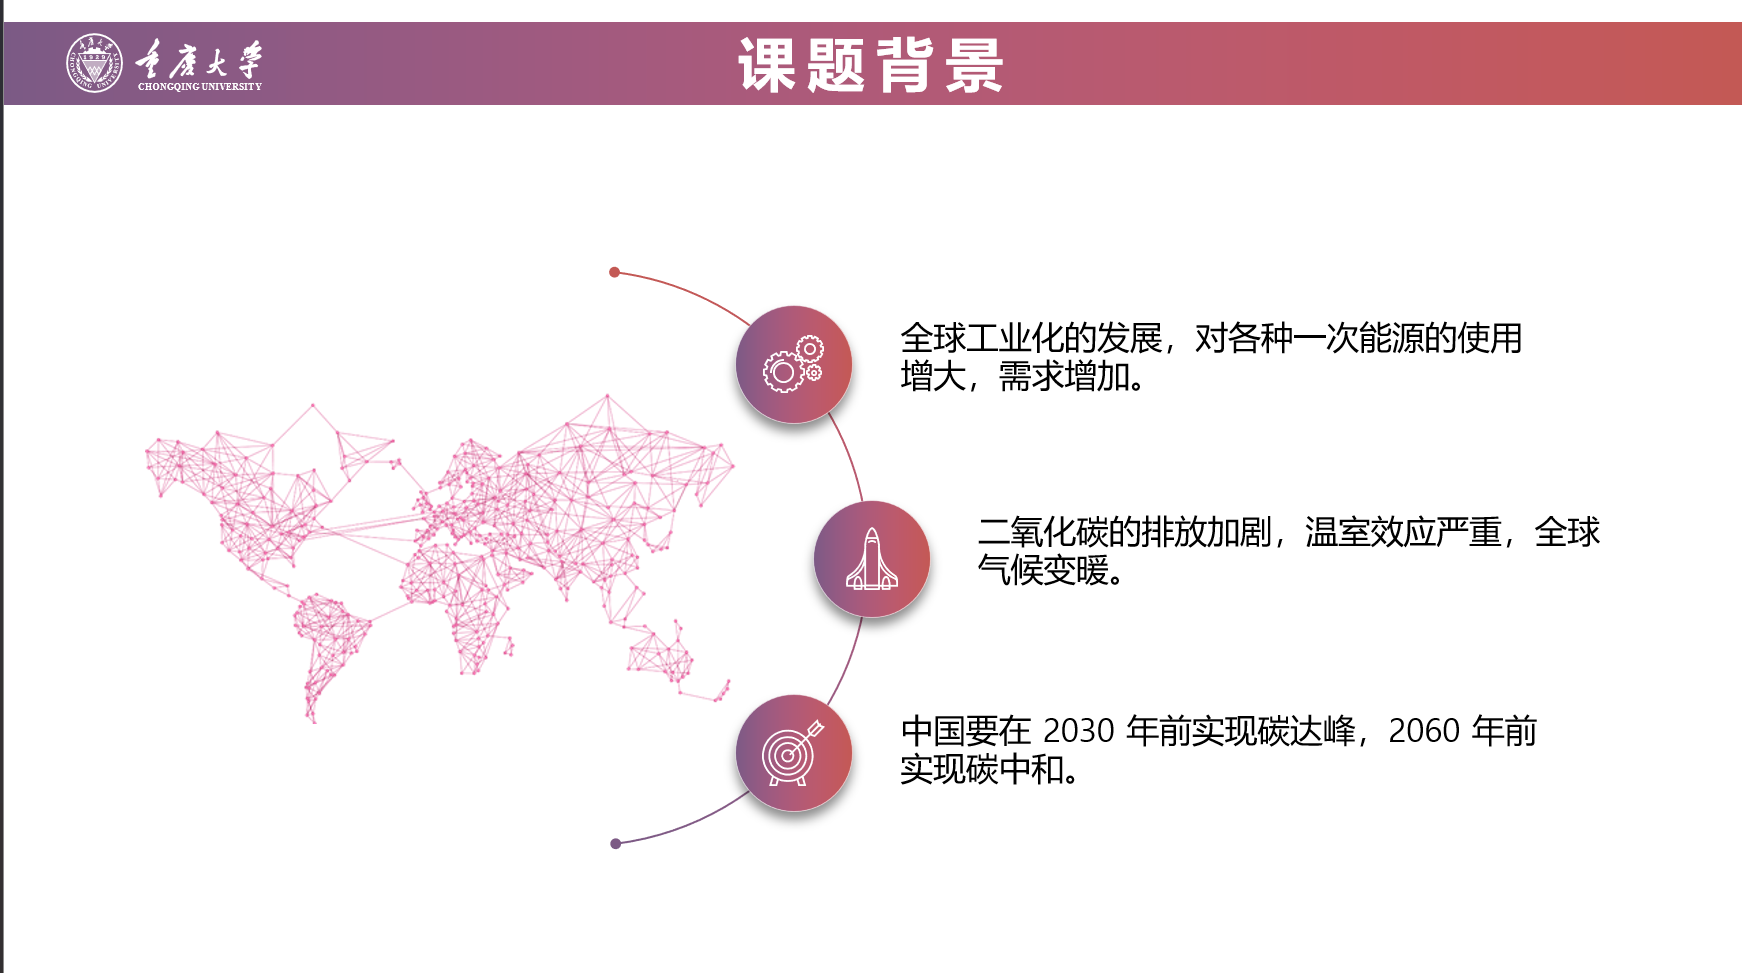 重庆大学
CHONGQING UNIVERSITY
课题背景
全球工业化的发展，对各种一次能源的使用
增大，需求增加。
二氧化碳的排放加剧，温室效应严重，全球
气候变暖。
中国要在 2030 年前实现碳达峰，2060 年前
实现碳中和。